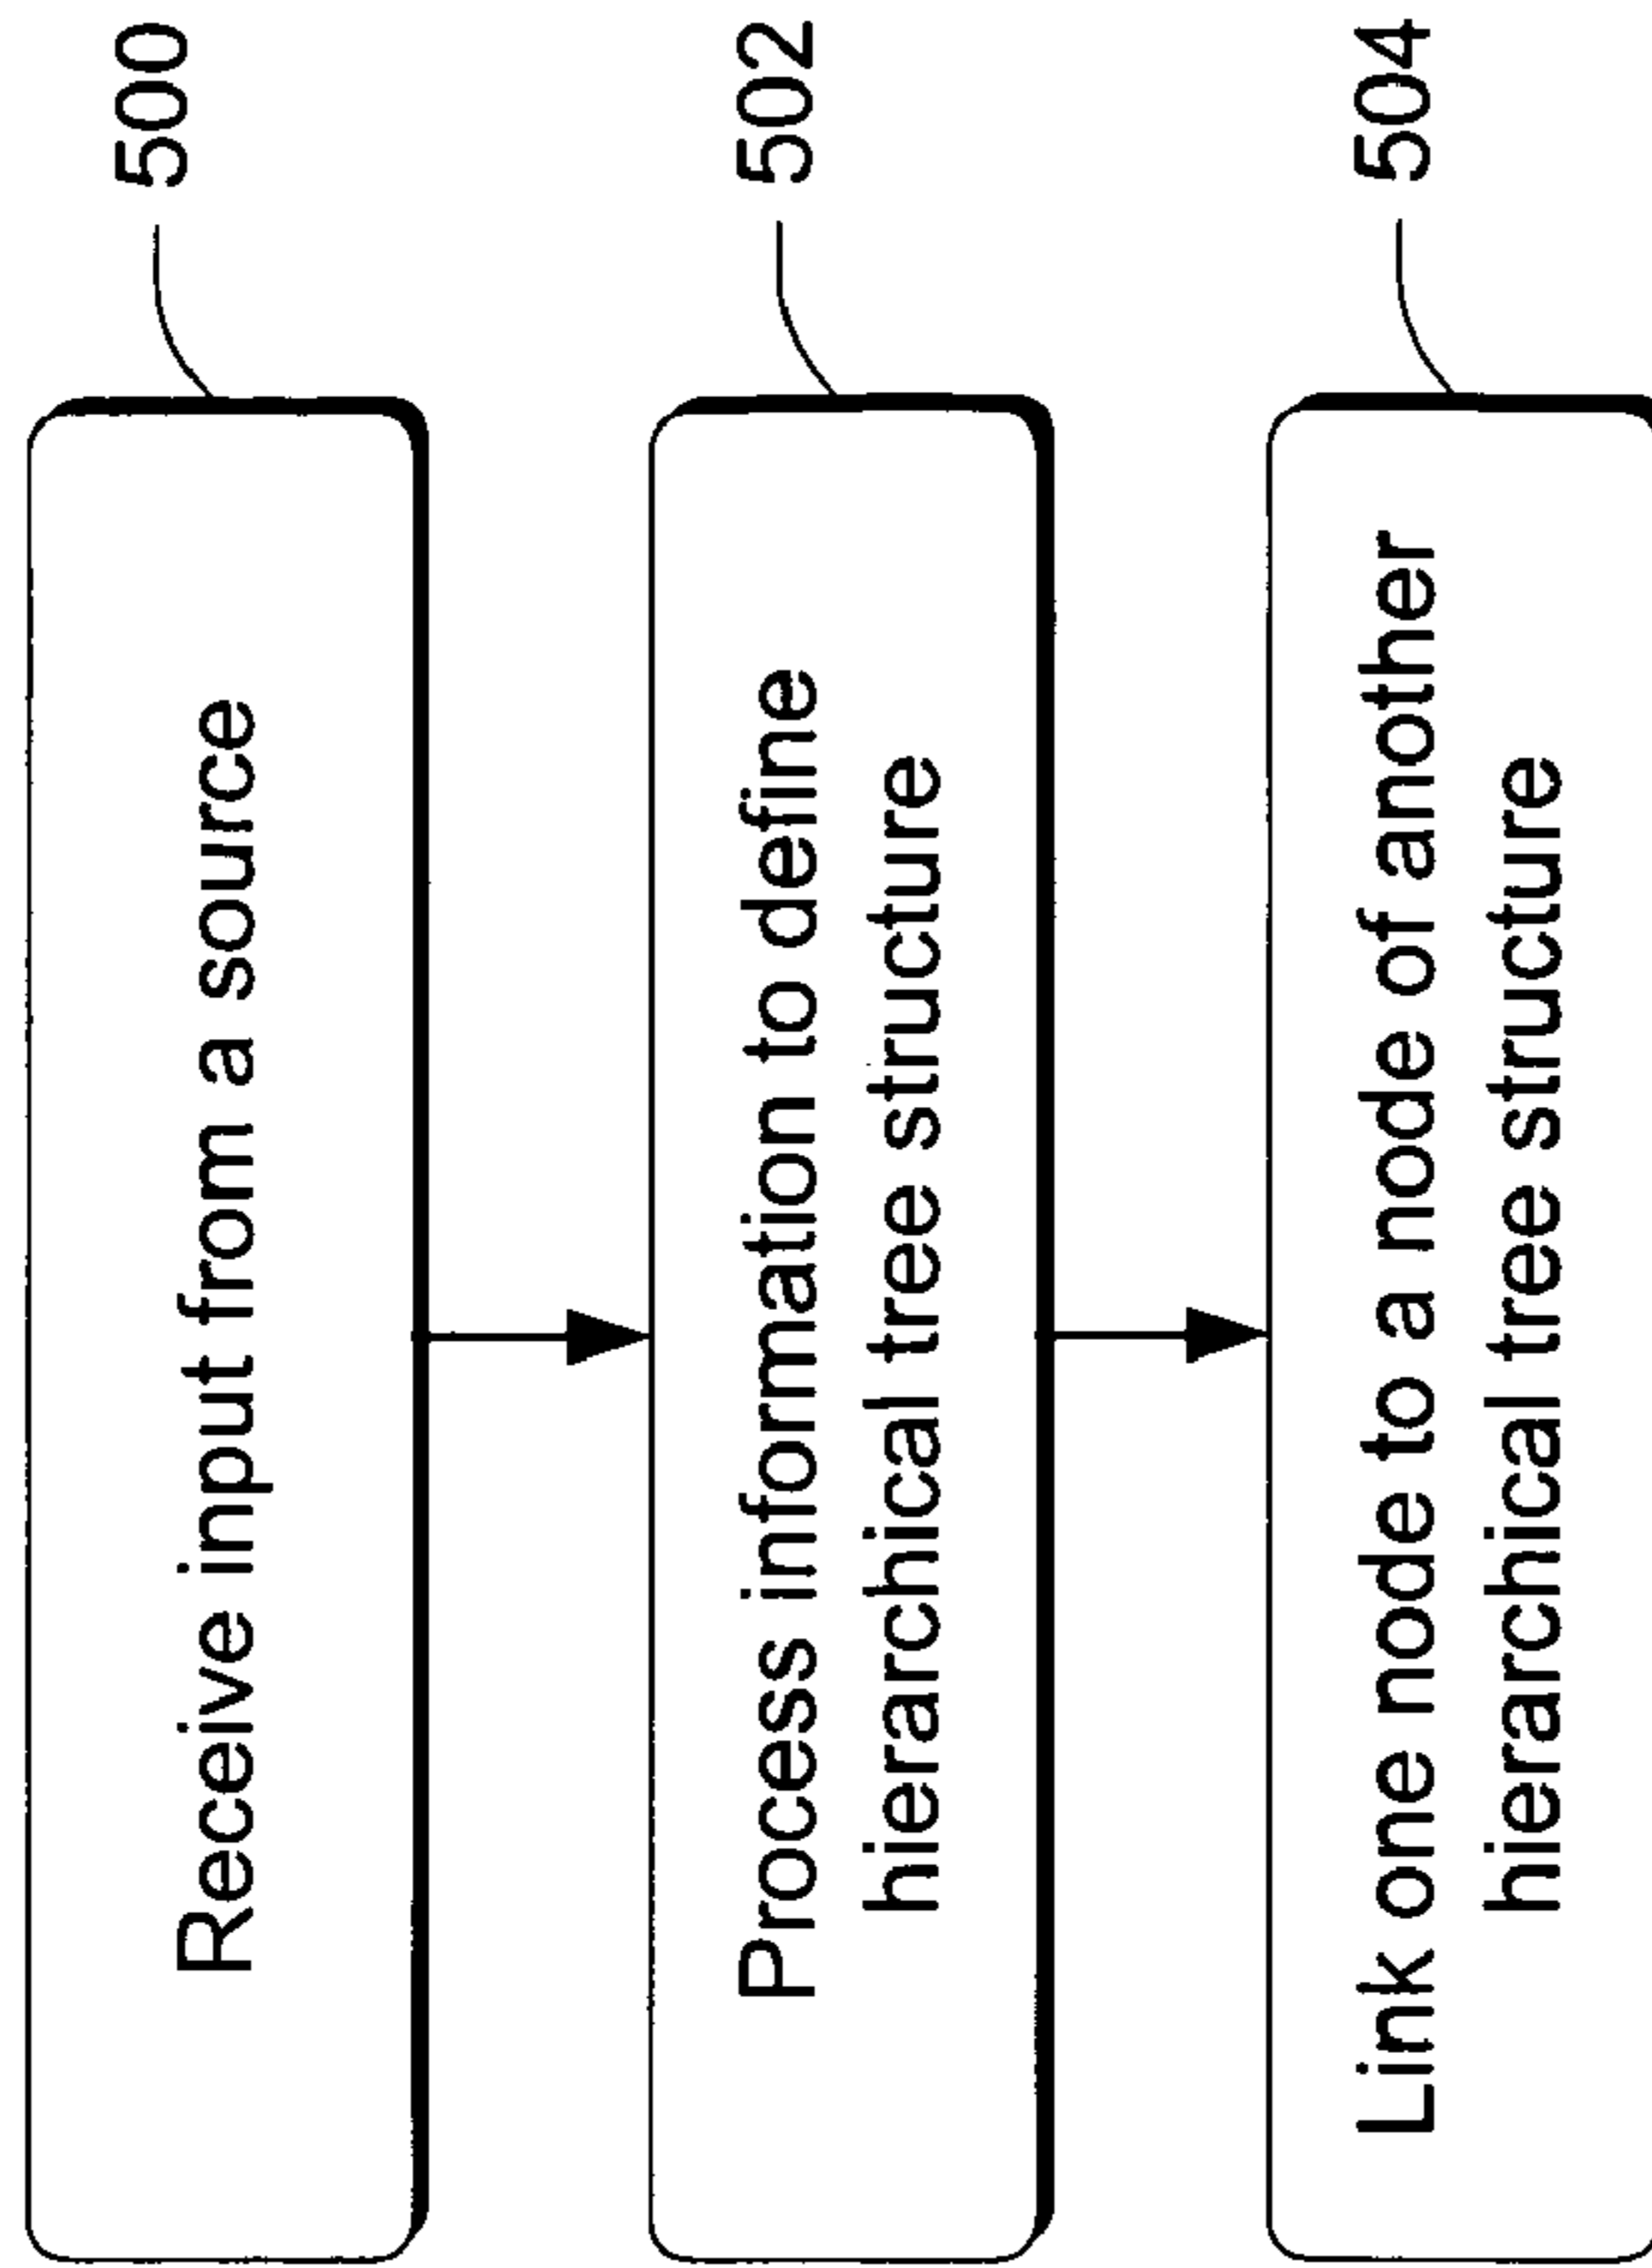 Receive input from a source
500
Process information to define
hierarchical tree structure
502
Link one node to a node of another
hierarchical tree structure
504